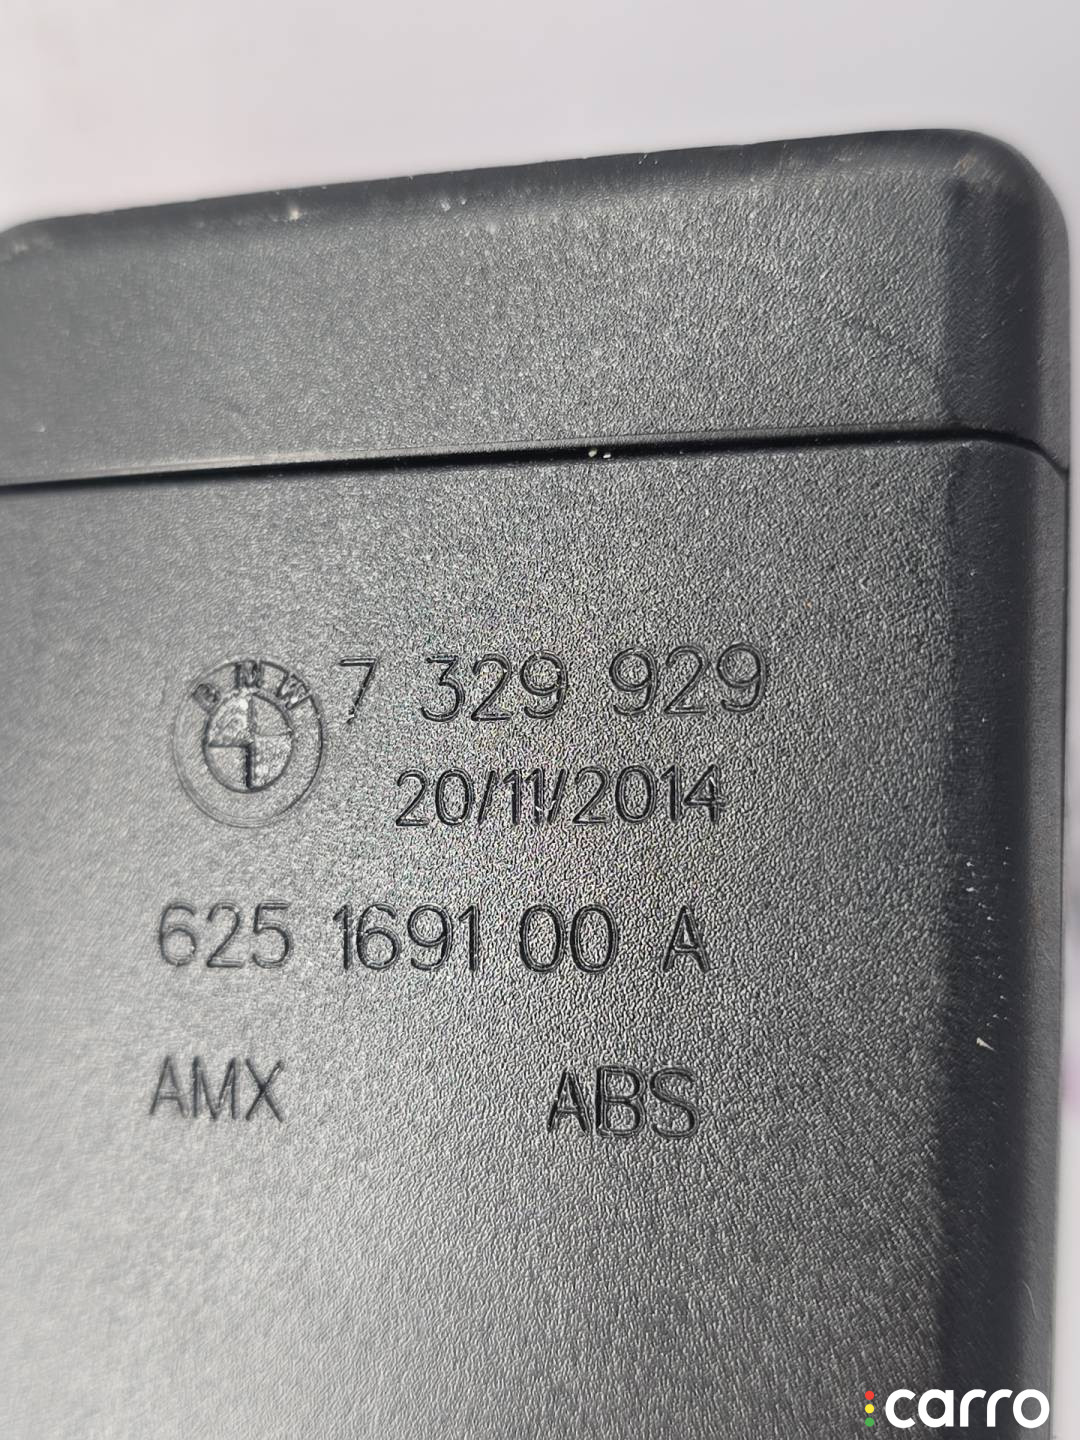 BMW 7 329 929
20/11/2014
625 1691 00 A
AMX ABS
carro